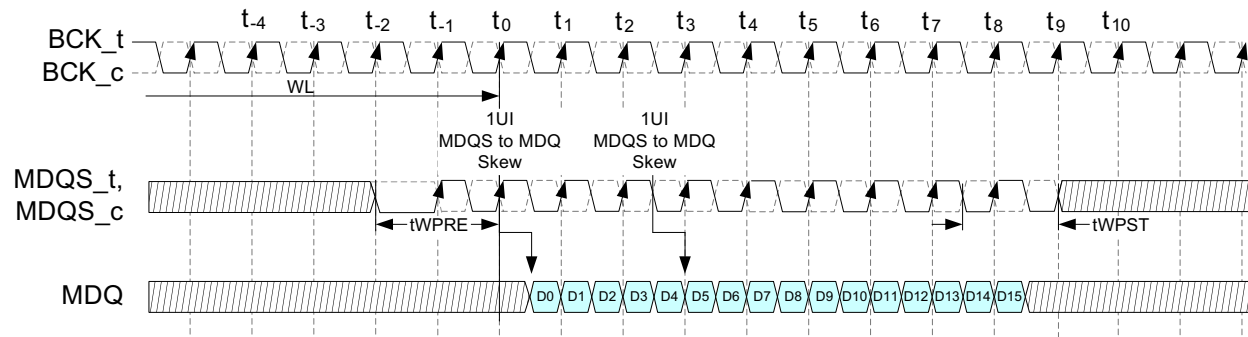 t-4 t-3 t-2 t-1 t0 t1 t2 t3 t4 t5 t6 t7 t8 t9 t10
BCK_t
BCK_c
WL
1UI
MDQS to MDQ
Skew
1UI
MDQS to MDQ
Skew
MDQS_t,
MDQS_c
tWPRE
tWPST
MDQ
D0 D1 D2 D3 D4 D5 D6 D7 D8 D9 D10 D11 D12 D13 D14 D15